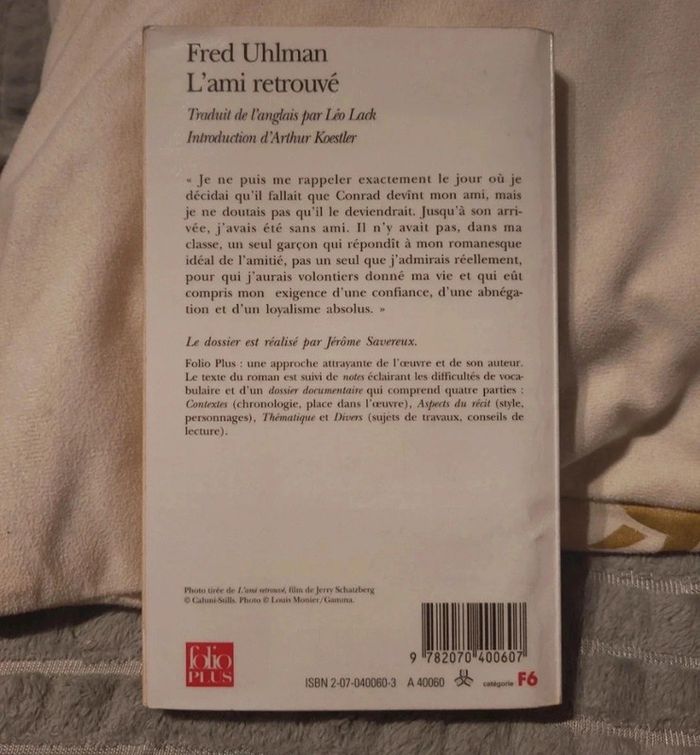 Fred Uhlman
L'ami retrouvé
Traduit de l'anglais par Léo Lack
Introduction d'Arthur Koestler
« Je ne puis me rappeler exactement le jour où je
décidai qu'il fallait que Conrad devînt mon ami, mais
je ne doutais pas qu'il le deviendrait. Jusqu'à son arri-
vée, j'avais été sans ami. Il n'y avait pas, dans ma
classe, un seul garçon qui répondît à mon romanesque
idéal de l'amitié, pas un seul que j'admirais réellement,
pour qui j'aurais volontiers donné ma vie et qui eût
compris mon exigence d'une confiance, d'une abnéga-
tion et d'un loyalisme absolus. »
Le dossier est réalisé par Jérôme Savereux.
Folio Plus : une approche attrayante de l'œuvre et de son auteur.
Le texte du roman est suivi de notes éclairant les difficultés de voca-
bulaire et d'un dossier documentaire qui comprend quatre parties :
Contextes (chronologie, place dans l'œuvre), Aspects du récit (style,
personnages), Thématique et Divers (sujets de travaux, conseils de
lecture).
Photo tirée de L'ami retrouvé, film de Jerry Schatzberg
© Cahmi-Stills. Photo © Louis Monier/Gamma.
folio
PLUS
9 782070 400607
ISBN 2-07-040060-3 A 40060 catégorie F6